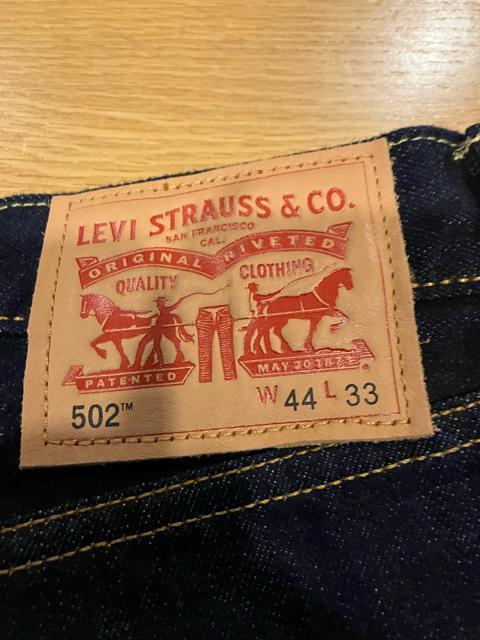 LEVI STRAUSS & CO.
SAN FRANCISCO
CAL.
ORIGINAL RIVETED
QUALITY CLOTHING
PATENTED MAY 20 1873
502™ W 44 L 33